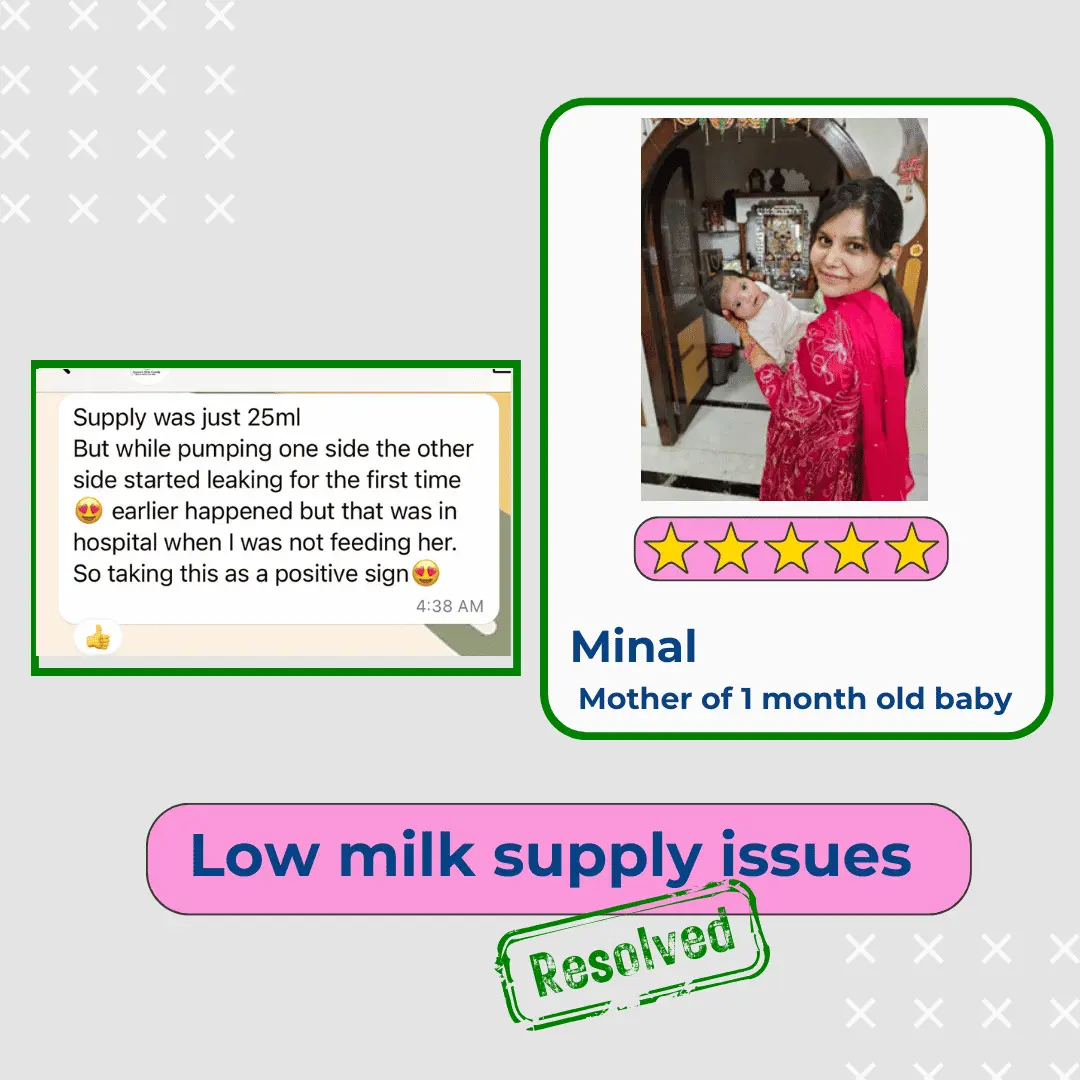 Supply was just 25ml
But while pumping one side the other
side started leaking for the first time
😍 earlier happened but that was in
hospital when I was not feeding her.
So taking this as a positive sign😍
4:38 AM
👍
Minal
Mother of 1 month old baby
Low milk supply issues
Resolved